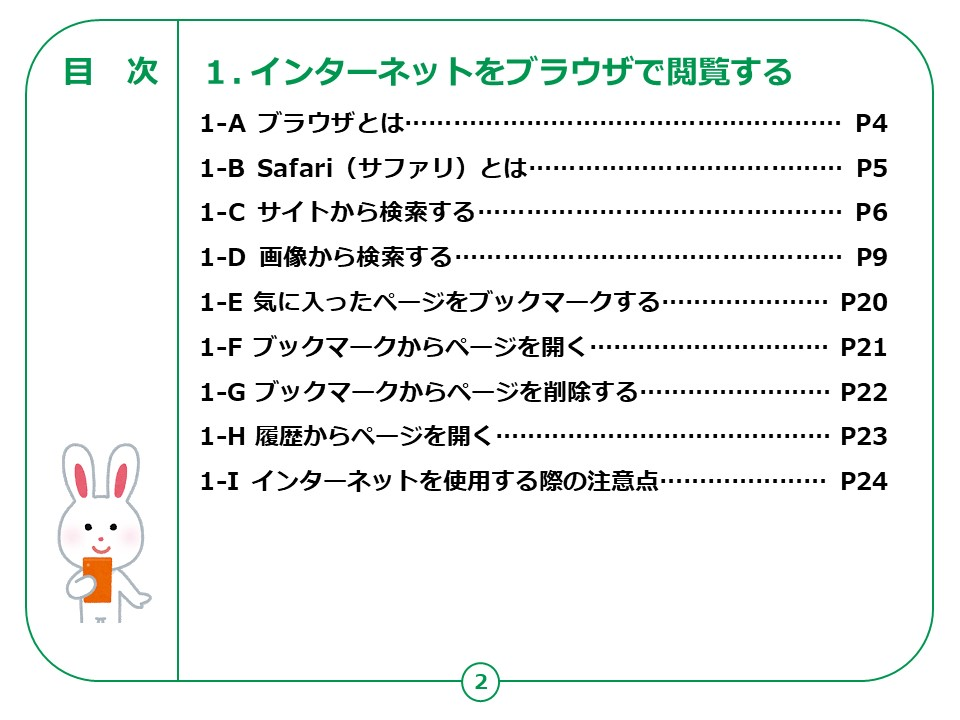 目　次
１．インターネットをブラウザで閲覧する
1-A ブラウザとは……………………………………………… P4
1-B Safari（サファリ）とは………………………………… P5
1-C サイトから検索する……………………………………… P6
1-D 画像から検索する………………………………………… P9
1-E 気に入ったページをブックマークする………………… P20
1-F ブックマークからページを開く………………………… P21
1-G ブックマークからページを削除する…………………… P22
1-H 履歴からページを開く…………………………………… P23
1-I インターネットを使用する際の注意点………………… P24
2